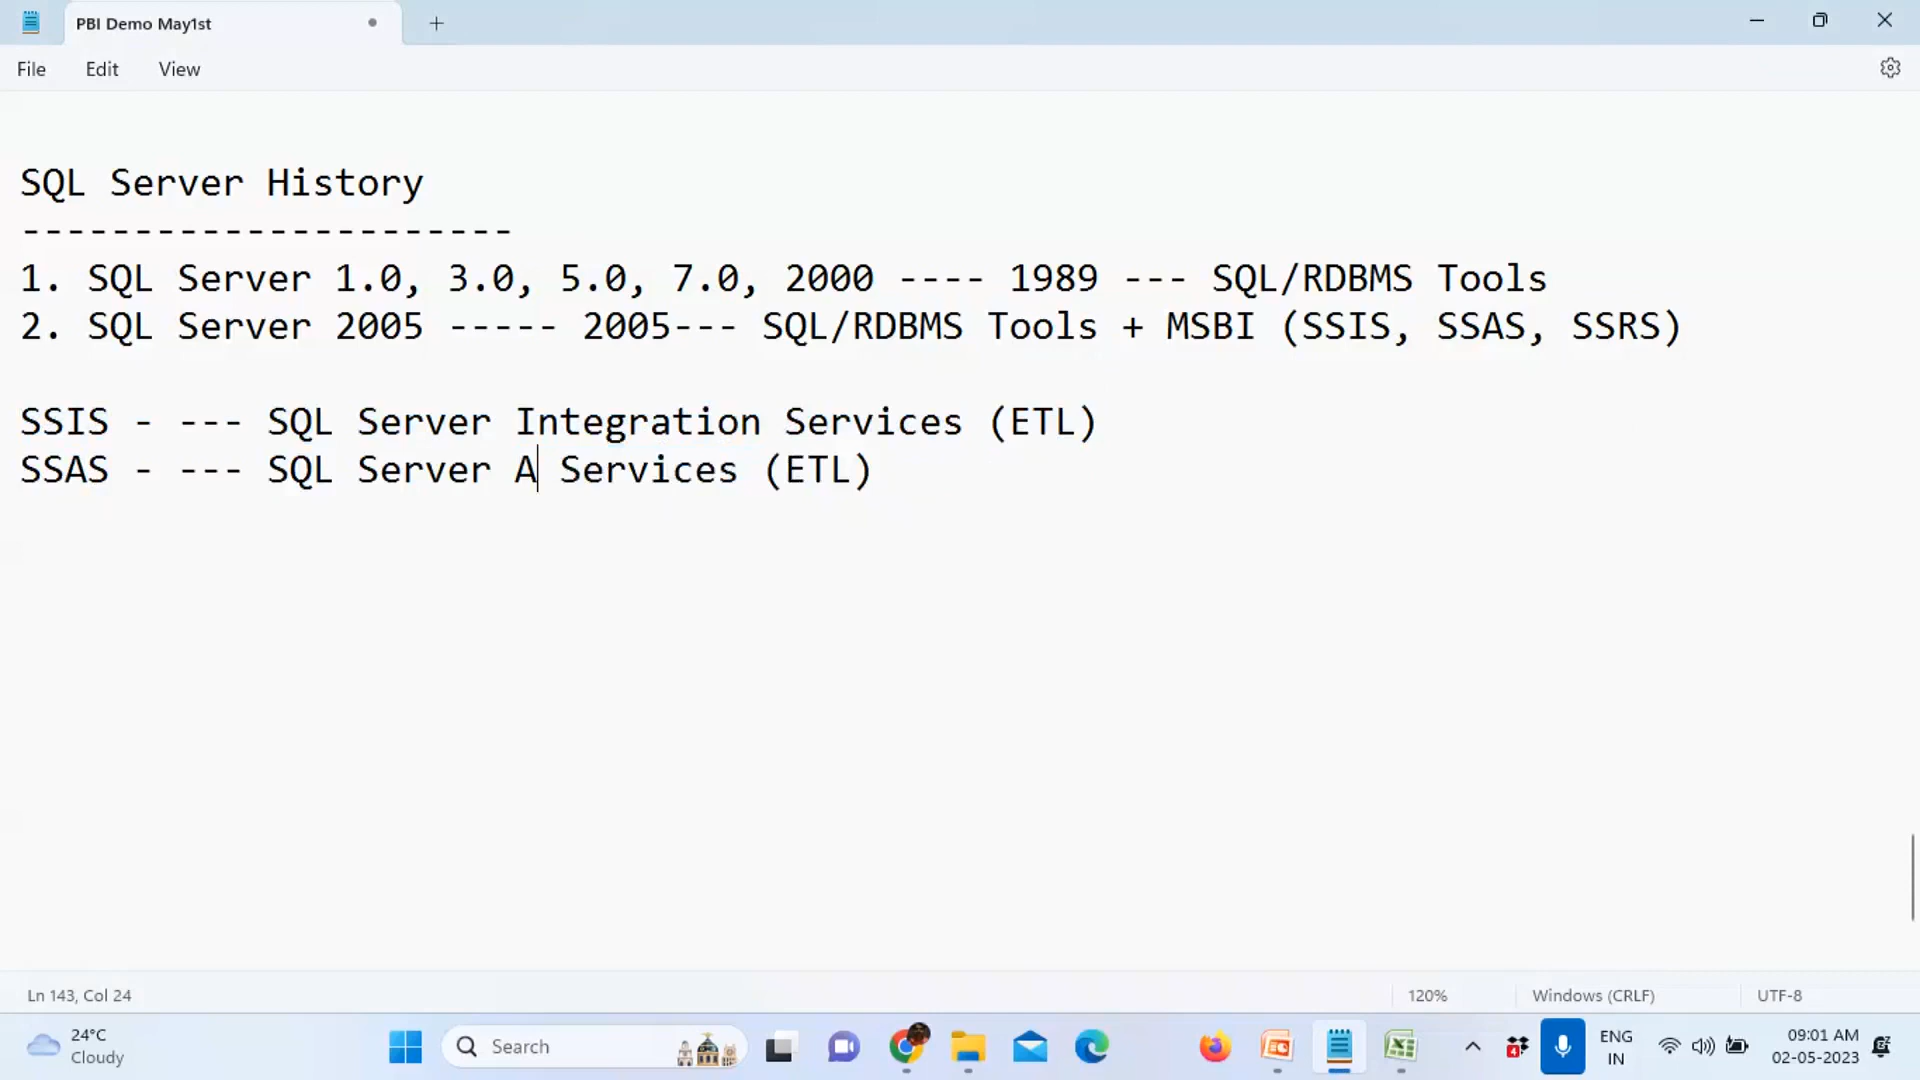 PBI Demo May1st
File Edit View
SQL Server History
----------------------
1. SQL Server 1.0, 3.0, 5.0, 7.0, 2000 ---- 1989 --- SQL/RDBMS Tools
2. SQL Server 2005 ----- 2005--- SQL/RDBMS Tools + MSBI (SSIS, SSAS, SSRS)
SSIS - --- SQL Server Integration Services (ETL)
SSAS - --- SQL Server A Services (ETL)
Ln 143, Col 24 120% Windows (CRLF) UTF-8
24°C
Cloudy
Search
ENG
IN
09:01 AM
02-05-2023